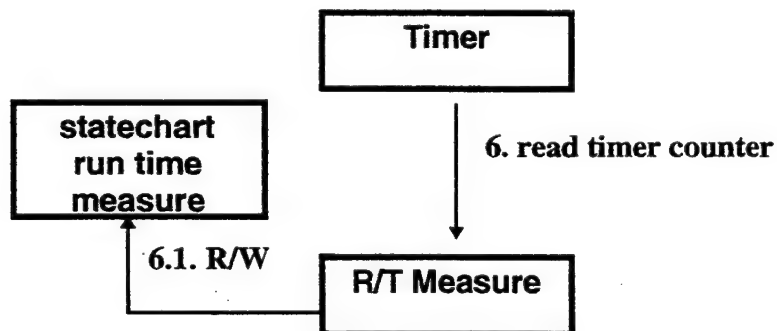 Timer
statechart
run time
measure
6. read timer counter
6.1. R/W
R/T Measure